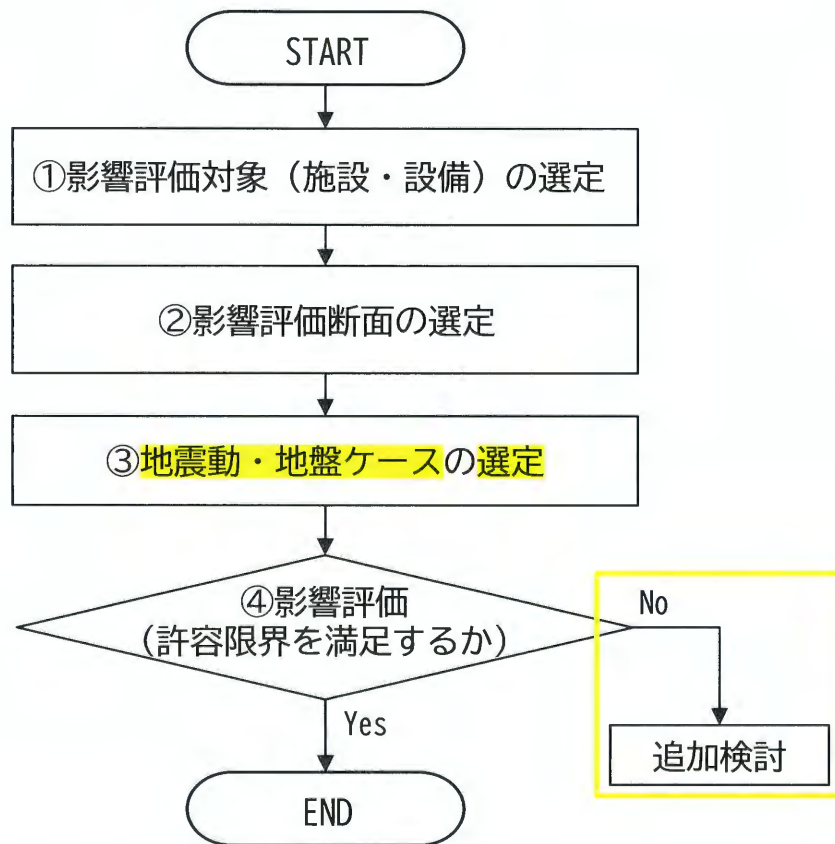 START
①影響評価対象（施設・設備）の選定
②影響評価断面の選定
③地震動・地盤ケースの選定
④影響評価
（許容限界を満足するか）
No
Yes
追加検討
END